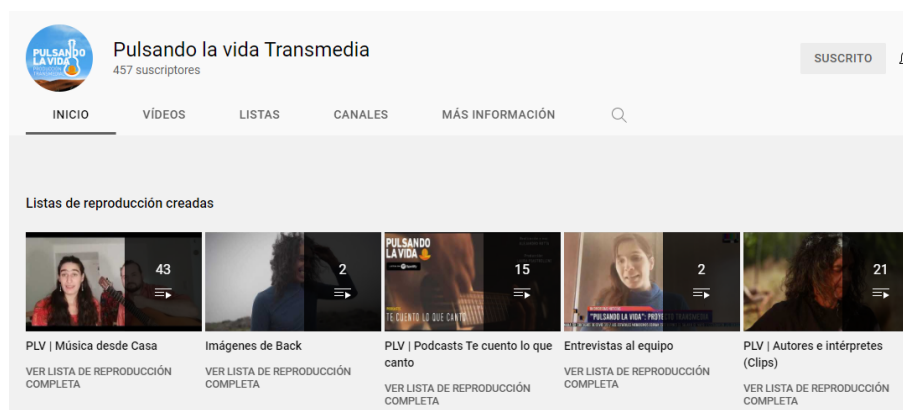 PULSANDO
LA VIDA
Pulsando la vida Transmedia
457 suscriptores
SUSCRITO
INICIO VÍDEOS LISTAS CANALES MÁS INFORMACIÓN
Listas de reproducción creadas
43
2
PULSANDO
LA VIDA
Spotify
15
TE CUENTO LO QUE CANTO
2
"PULSANDO LA VIDA": PROYECTO TRANSMEDIA
21
PLV | Música desde Casa
VER LISTA DE REPRODUCCIÓN
COMPLETA
Imágenes de Back
VER LISTA DE REPRODUCCIÓN
COMPLETA
PLV | Podcasts Te cuento lo que
canto
VER LISTA DE REPRODUCCIÓN
COMPLETA
Entrevistas al equipo
VER LISTA DE REPRODUCCIÓN
COMPLETA
PLV | Autores e intérpretes
(Clips)
VER LISTA DE REPRODUCCIÓN
COMPLETA